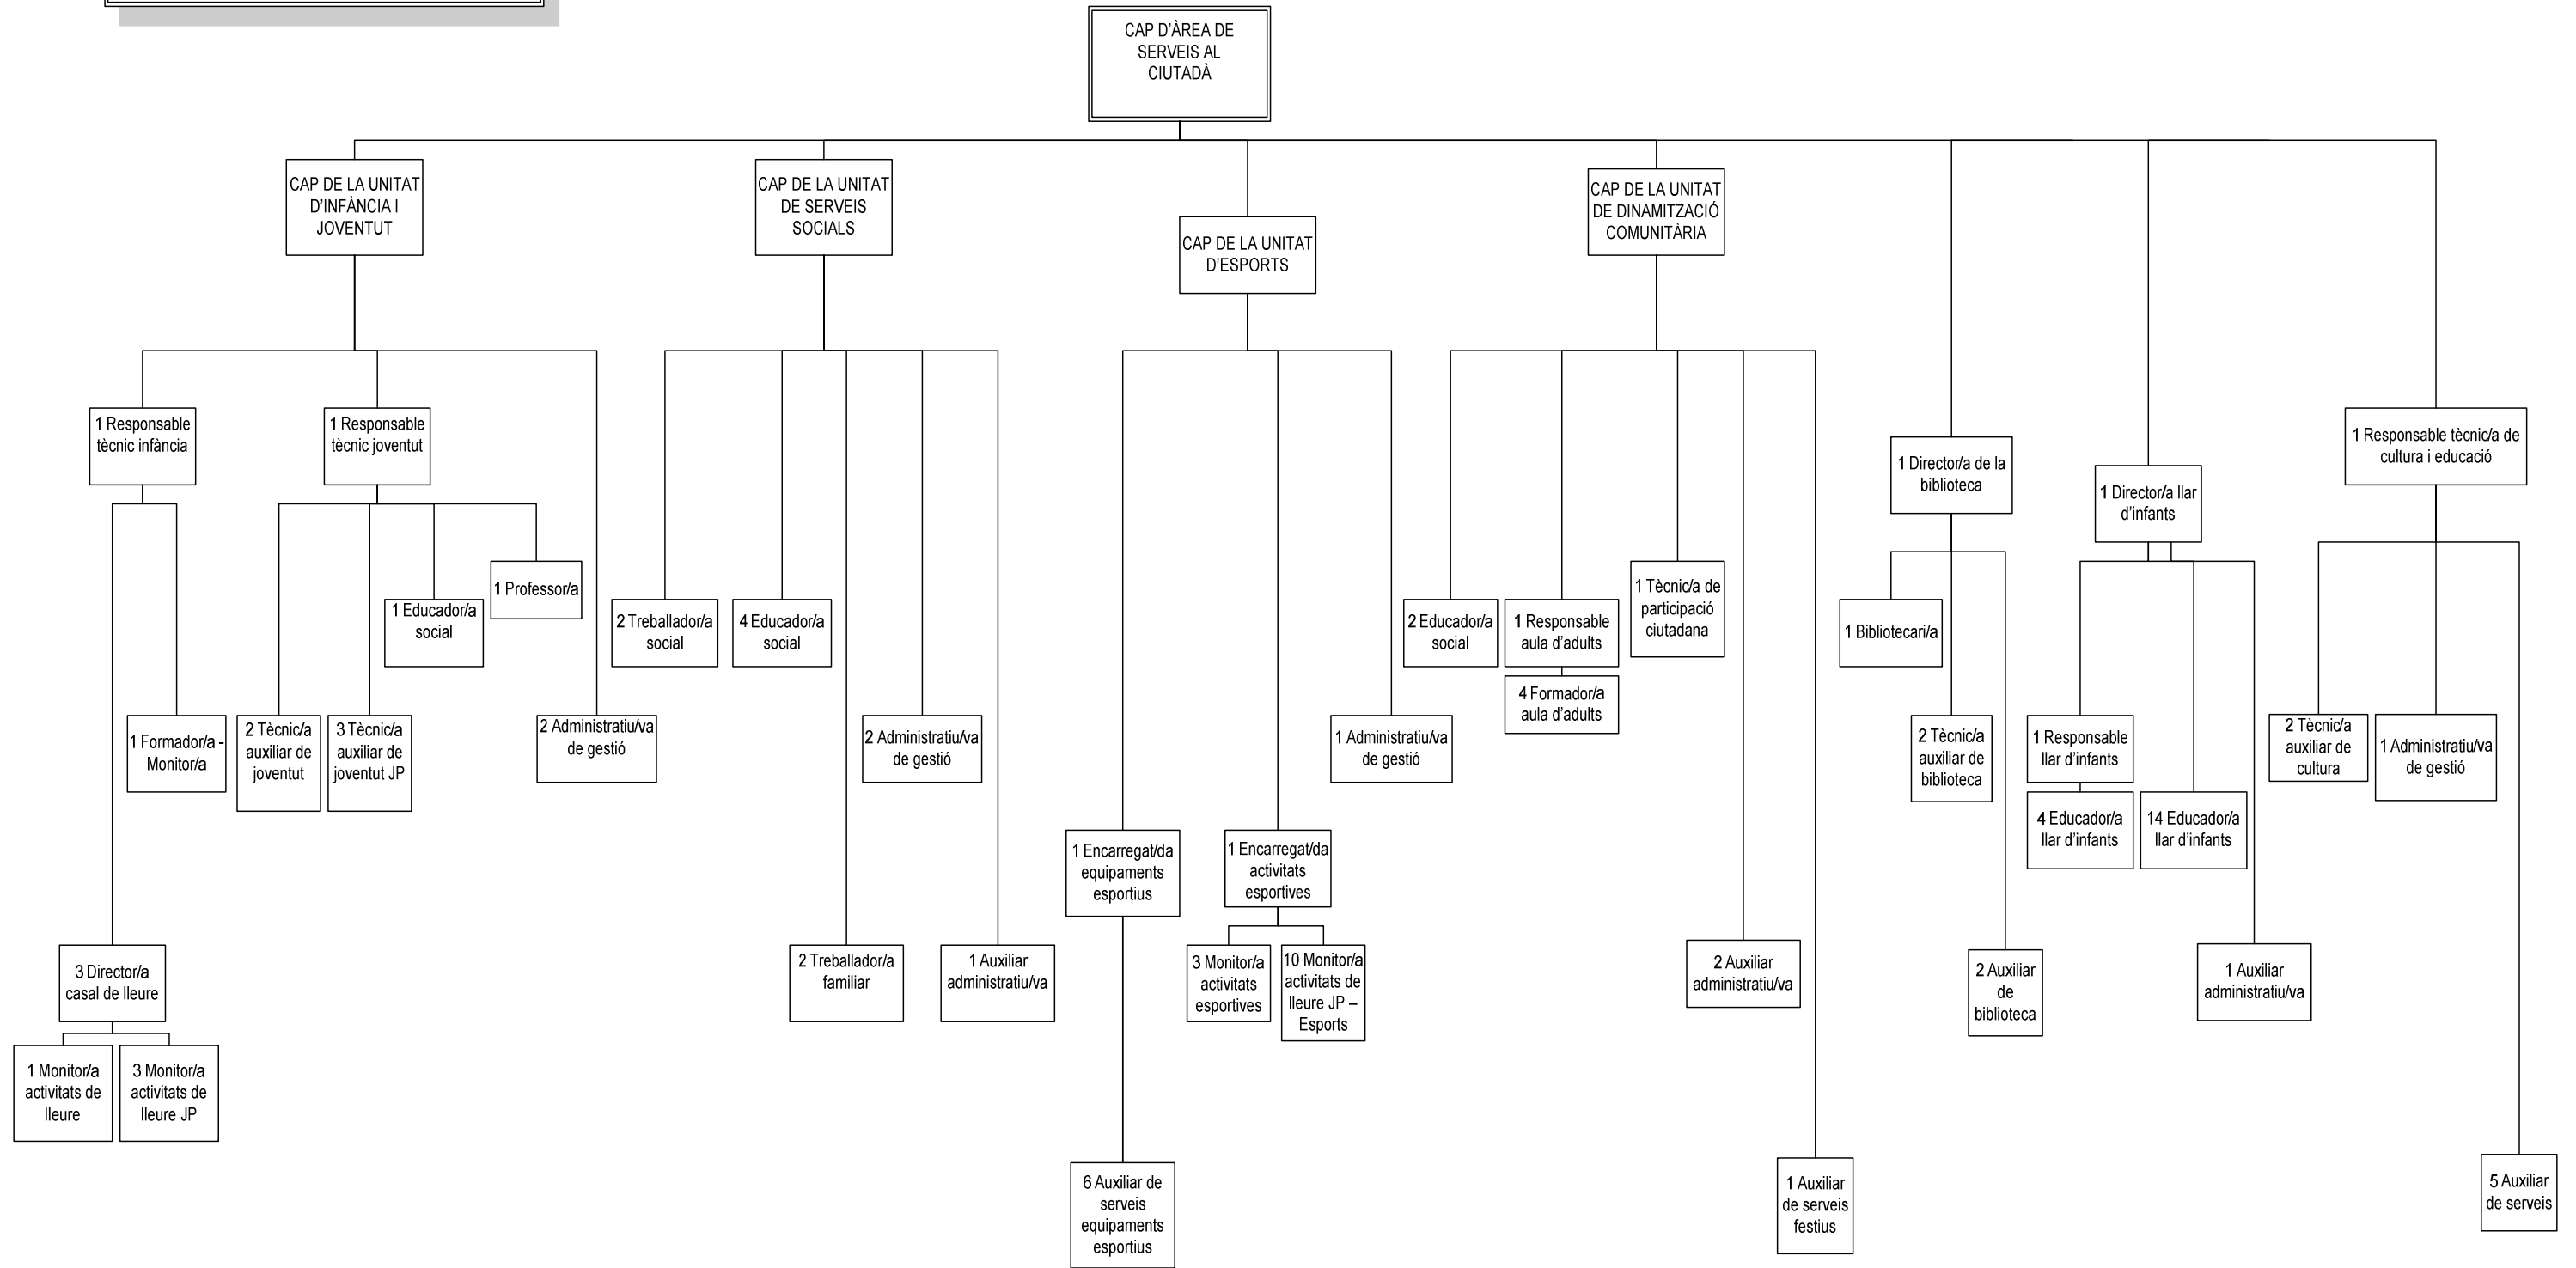 CAP D'ÀREA DE
SERVEIS AL
CIUTADÀ
CAP DE LA UNITAT
D'INFÀNCIA I
JOVENTUT
CAP DE LA UNITAT
DE SERVEIS
SOCIALS
CAP DE LA UNITAT
D'ESPORTS
CAP DE LA UNITAT
DE DINAMITZACIÓ
COMUNITÀRIA
1 Responsable
tècnic infància
1 Responsable
tècnic joventut
1 Responsable tècnic/a de
cultura i educació
1 Director/a de la
biblioteca
1 Director/a llar
d'infants
1 Professor/a
1 Educador/a
social
2 Treballador/a
social
4 Educador/a
social
2 Educador/a
social
1 Responsable
aula d'adults
4 Formador/a
aula d'adults
1 Tècnic/a de
participació
ciutadana
1 Bibliotecari/a
1 Formador/a -
Monitor/a
2 Tècnic/a
auxiliar de
joventut
3 Tècnic/a
auxiliar de
joventut JP
2 Administratiu/va
de gestió
2 Administratiu/va
de gestió
1 Administratiu/va
de gestió
2 Tècnic/a
auxiliar de
biblioteca
1 Responsable
llar d'infants
4 Educador/a
llar d'infants
14 Educador/a
llar d'infants
2 Tècnic/a
auxiliar de
cultura
1 Administratiu/va
de gestió
1 Encarregat/da
equipaments
esportius
1 Encarregat/da
activitats
esportives
3 Director/a
casal de lleure
2 Treballador/a
familiar
1 Auxiliar
administratiu/va
3 Monitor/a
activitats
esportives
10 Monitor/a
activitats de
lleure JP –
Esports
2 Auxiliar
administratiu/va
2 Auxiliar
de
biblioteca
1 Auxiliar
administratiu/va
1 Monitor/a
activitats de
lleure
3 Monitor/a
activitats de
lleure JP
6 Auxiliar de
serveis
equipaments
esportius
1 Auxiliar
de serveis
festius
5 Auxiliar
de serveis